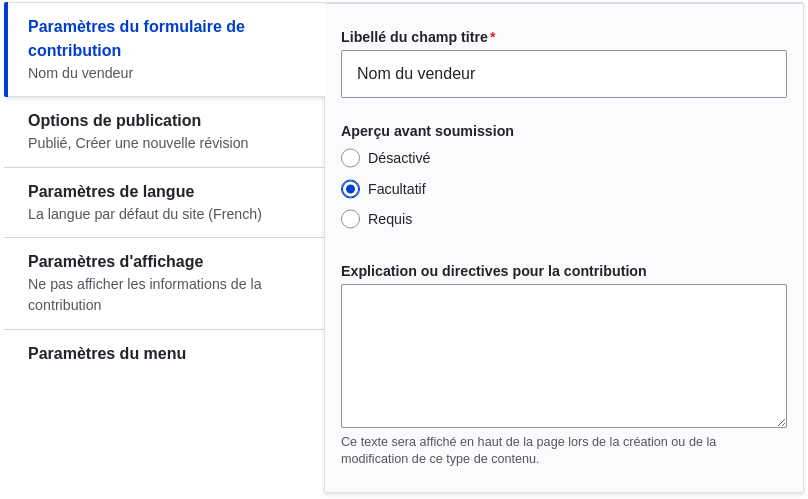 Paramètres du formulaire de
contribution
Nom du vendeur
Options de publication
Publié, Créer une nouvelle révision
Paramètres de langue
La langue par défaut du site (French)
Paramètres d'affichage
Ne pas afficher les informations de la
contribution
Paramètres du menu
Libellé du champ titre*
Nom du vendeur
Aperçu avant soumission
Désactivé
Facultatif
Requis
Explication ou directives pour la contribution
Ce texte sera affiché en haut de la page lors de la création ou de la
modification de ce type de contenu.